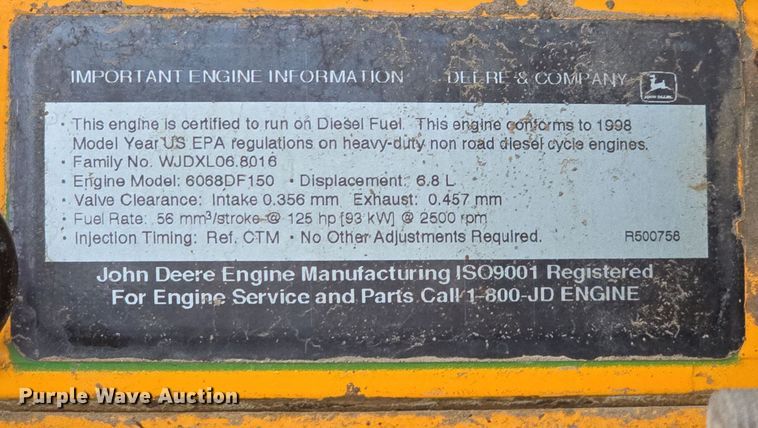 IMPORTANT ENGINE INFORMATION DEERE & COMPANY
JOHN DEERE
• This engine is certified to run on Diesel Fuel. This engine conforms to 1998
Model Year US EPA regulations on heavy-duty non road diesel cycle engines.
• Family No. WJDXL06.8016
• Engine Model: 6068DF150 • Displacement: 6.8 L
• Valve Clearance: Intake 0.356 mm Exhaust: 0.457 mm
• Fuel Rate: 56 mm³/stroke @ 125 hp [93 kW] @ 2500 rpm
• Injection Timing: Ref. CTM • No Other Adjustments Required. R500758
John Deere Engine Manufacturing ISO9001 Registered
For Engine Service and Parts Call 1-800-JD ENGINE
Purple Wave Auction